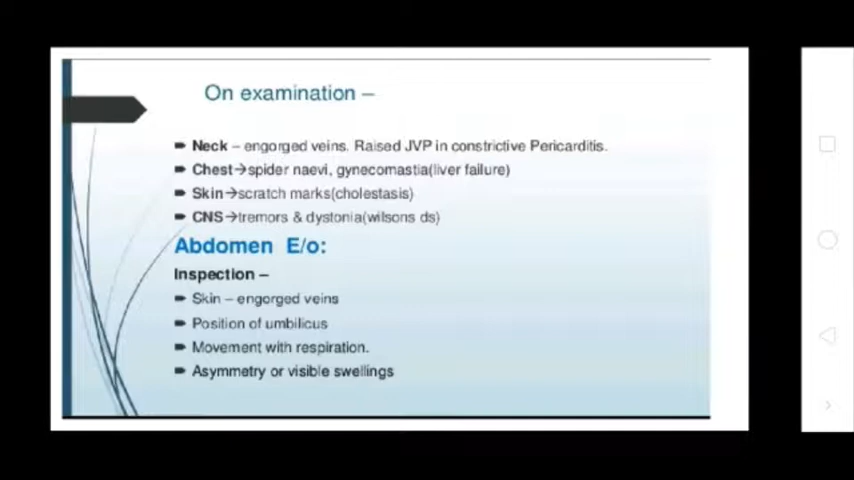 On examination –
Neck – engorged veins. Raised JVP in constrictive Pericarditis.
Chest→spider naevi, gynecomastia(liver failure)
Skin→scratch marks(cholestasis)
CNS→tremors & dystonia(wilsons ds)
Abdomen E/o:
Inspection –
Skin – engorged veins
Position of umbilicus
Movement with respiration.
Asymmetry or visible swellings